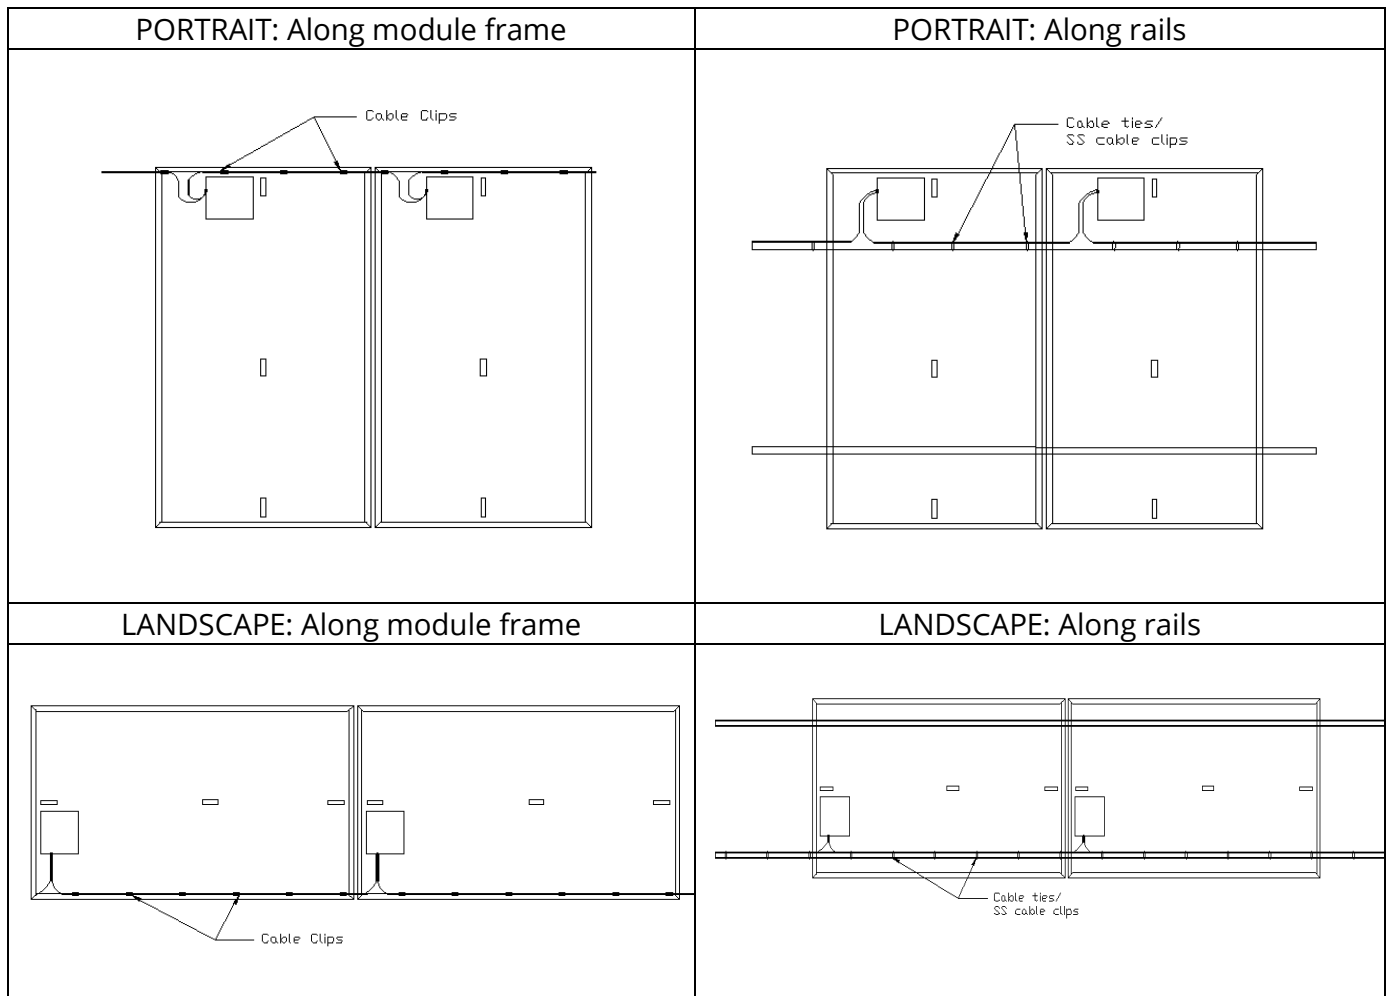 PORTRAIT: Along module frame
PORTRAIT: Along rails
Cable Clips
Cable ties/
SS cable clips
LANDSCAPE: Along module frame
LANDSCAPE: Along rails
Cable Clips
Cable ties/
SS cable clips